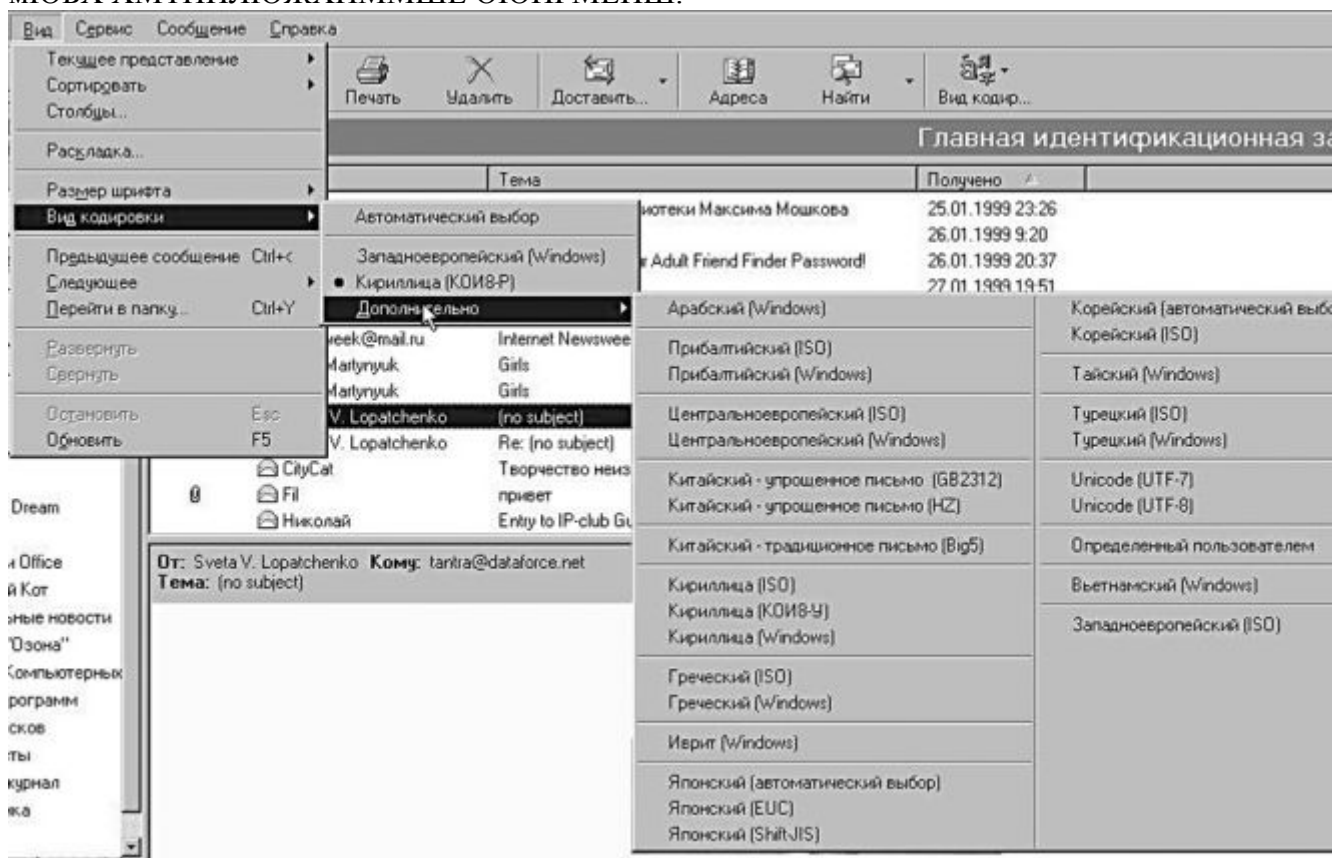 Вид Сервис Сообщение Справка
Текущее представление
Сортировать
Столбцы...
Раскладка...
Размер шрифта
Вид кодировки
Предыдущее сообщение Ctrl+<
Следующее
Перейти в папку... Ctrl+Y
Развернуть
Свернуть
Остановить Esc
Обновить F5
Печать Удалить Доставить... Адреса Найти Вид кодир...
Главная идентификационная за
Тема Получено
иотеки Максима Мошкова 25.01.1999 23:26
26.01.1999 9:20
r Adult Friend Finder Password! 26.01.1999 20:37
27.01.1999 19:51
Автоматический выбор
Западноевропейский (Windows)
Кириллица (КОИ8-Р)
Дополнительно
week@mail.ru Internet Newswee
Martynyuk Girls
Martynyuk Girls
V. Lopatchenko (no subject)
V. Lopatchenko Re: (no subject)
CityCat Творчество неиз
Fil привет
Николай Entry to IP-club Gu
От: Sveta V. Lopatchenko Кому: tantra@dataforce.net
Тема: (no subject)
Dream
и Office
й Кот
ьные новости
"Озона"
Компьютерных
рограмм
сков
ты
журнал
ка
Арабский (Windows)
Прибалтийский (ISO)
Прибалтийский (Windows)
Центральноевропейский (ISO)
Центральноевропейский (Windows)
Китайский - упрощенное письмо (GB2312)
Китайский - упрощенное письмо (HZ)
Китайский - традиционное письмо (Big5)
Кириллица (ISO)
Кириллица (КОИ8-У)
Кириллица (Windows)
Греческий (ISO)
Греческий (Windows)
Иврит (Windows)
Японский (автоматический выбор)
Японский (EUC)
Японский (Shift-JIS)
Корейский (автоматический выбо
Корейский (ISO)
Тайский (Windows)
Турецкий (ISO)
Турецкий (Windows)
Unicode (UTF-7)
Unicode (UTF-8)
Определенный пользователем
Вьетнамский (Windows)
Западноевропейский (ISO)